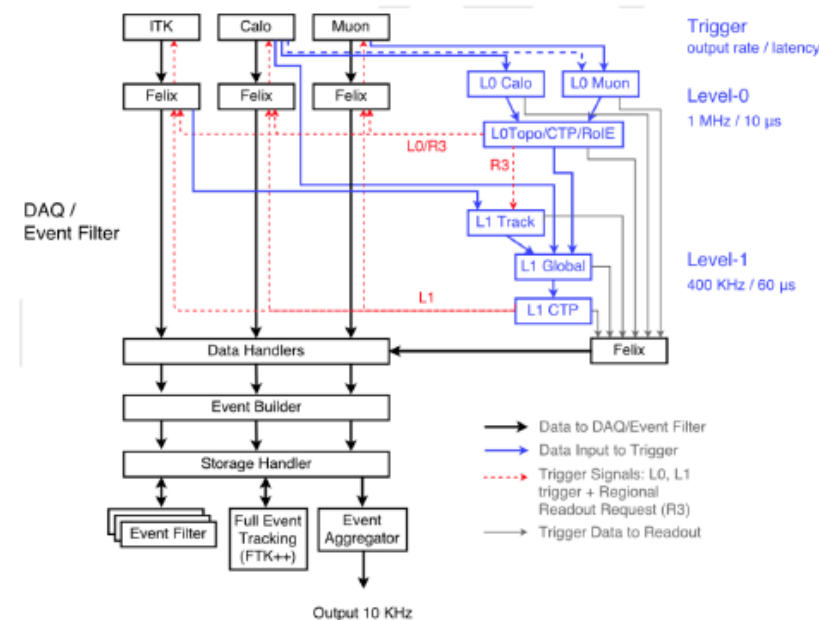 ITK
Calo
Muon
Trigger
output rate / latency
Felix
Felix
Felix
L0 Calo
L0 Muon
Level-0
1 MHz / 10 µs
L0Topo/CTP/RoIE
L0/R3
R3
DAQ /
Event Filter
L1 Track
L1 Global
Level-1
400 KHz / 60 µs
L1
L1 CTP
Data Handlers
Felix
Event Builder
Storage Handler
Event Filter
Full Event
Tracking
(FTK++)
Event
Aggregator
Output 10 KHz
Data to DAQ/Event Filter
Data Input to Trigger
Trigger Signals: L0, L1
trigger + Regional
Readout Request (R3)
Trigger Data to Readout